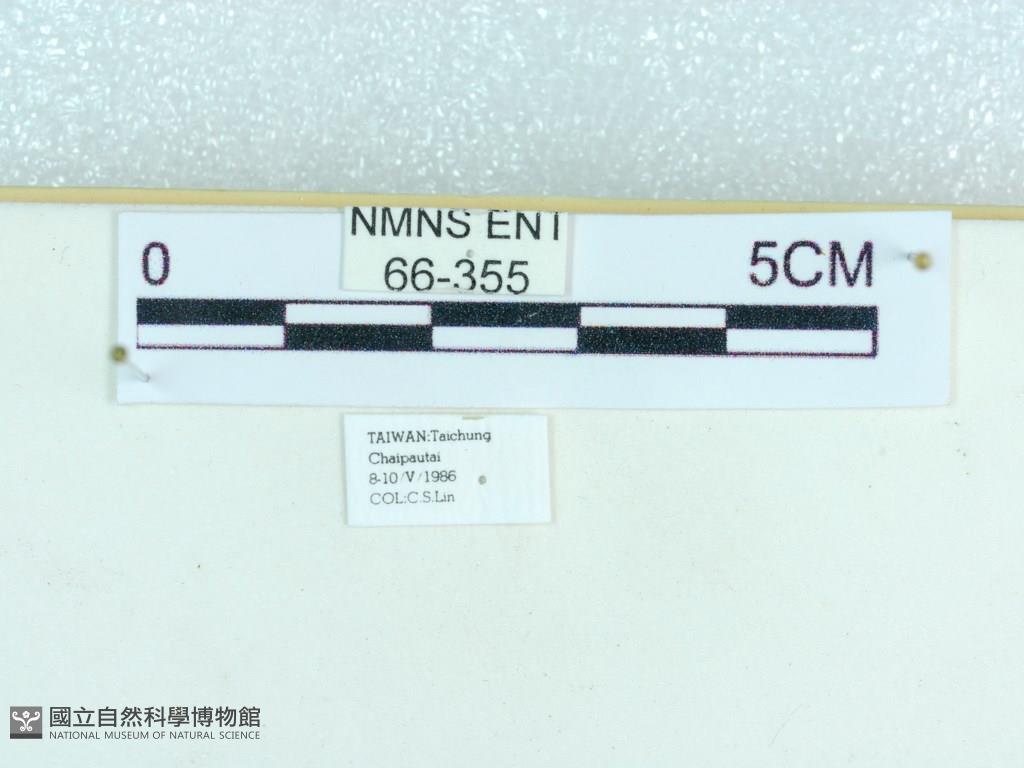 NMNS ENT
66-355
0
5CM
TAIWAN:Taichung
Chaipautai
8-10/V/1986
COL:C.S.Lin
國立自然科學博物館
NATIONAL MUSEUM OF NATURAL SCIENCE